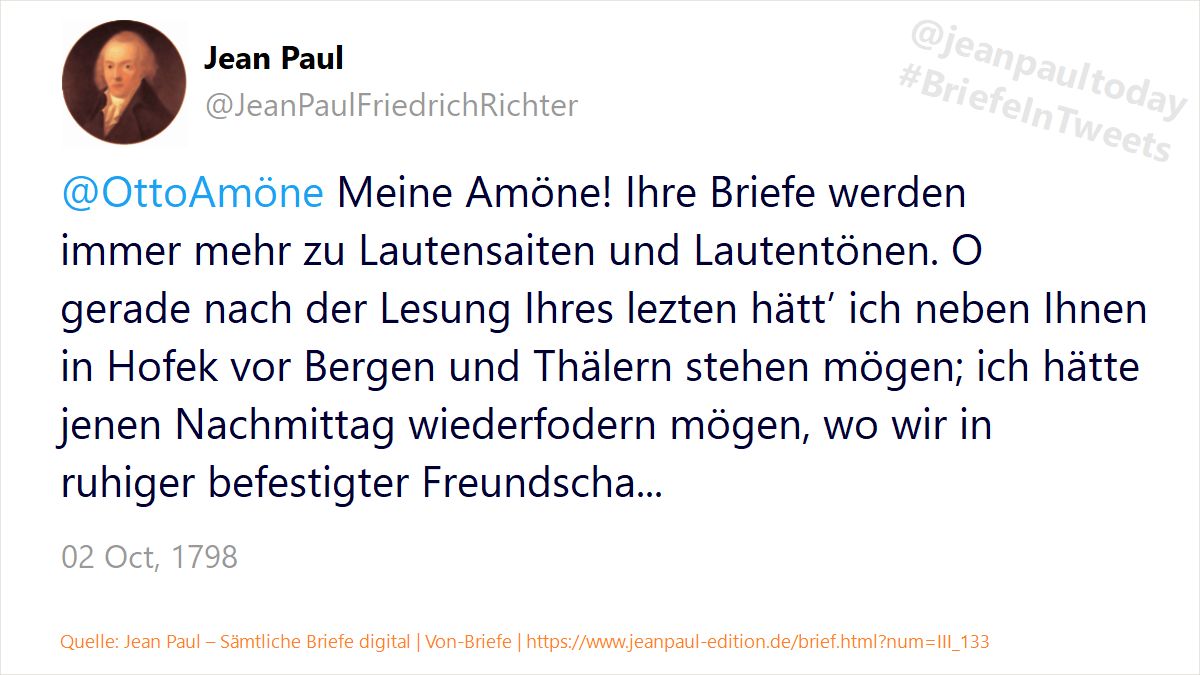 Jean Paul
@JeanPaulFriedrichRichter
@jeanpaultoday
#BriefeInTweets
@OttoAmöne Meine Amöne! Ihre Briefe werden
immer mehr zu Lautensaiten und Lautentönen. O
gerade nach der Lesung Ihres lezten hätt’ ich neben Ihnen
in Hofek vor Bergen und Thälern stehen mögen; ich hätte
jenen Nachmittag wiederfodern mögen, wo wir in
ruhiger befestigter Freundscha...
02 Oct, 1798
Quelle: Jean Paul – Sämtliche Briefe digital | Von-Briefe | https://www.jeanpaul-edition.de/brief.html?num=III_133